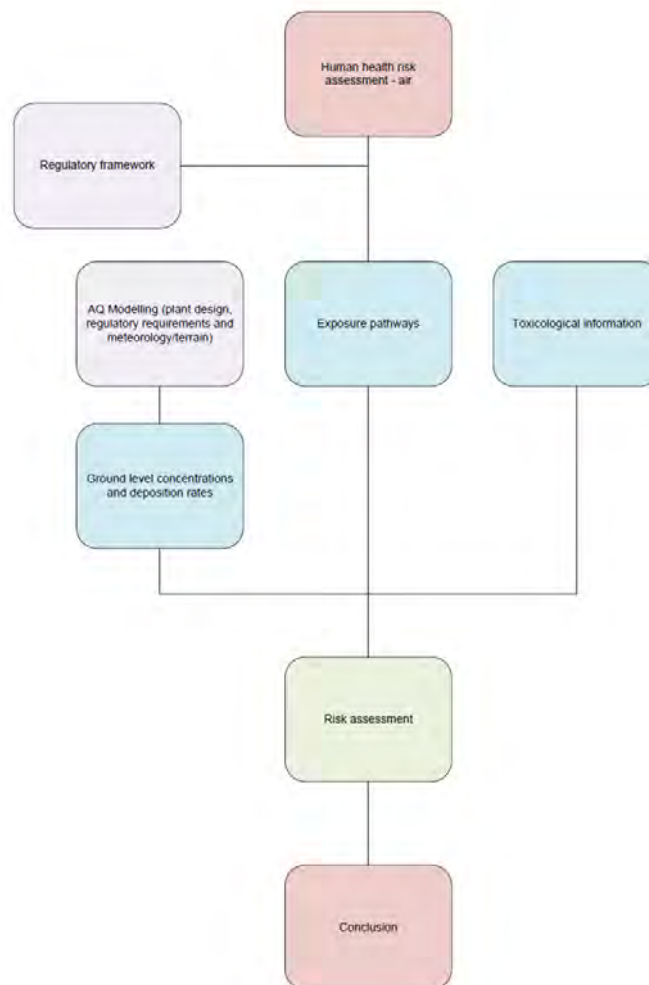 Human health risk
assessment - air
Regulatory framework
AQ Modelling (plant design,
regulatory requirements and
meteorology/terrain)
Exposure pathways
Toxicological information
Ground level concentrations
and deposition rates
Risk assessment
Conclusion